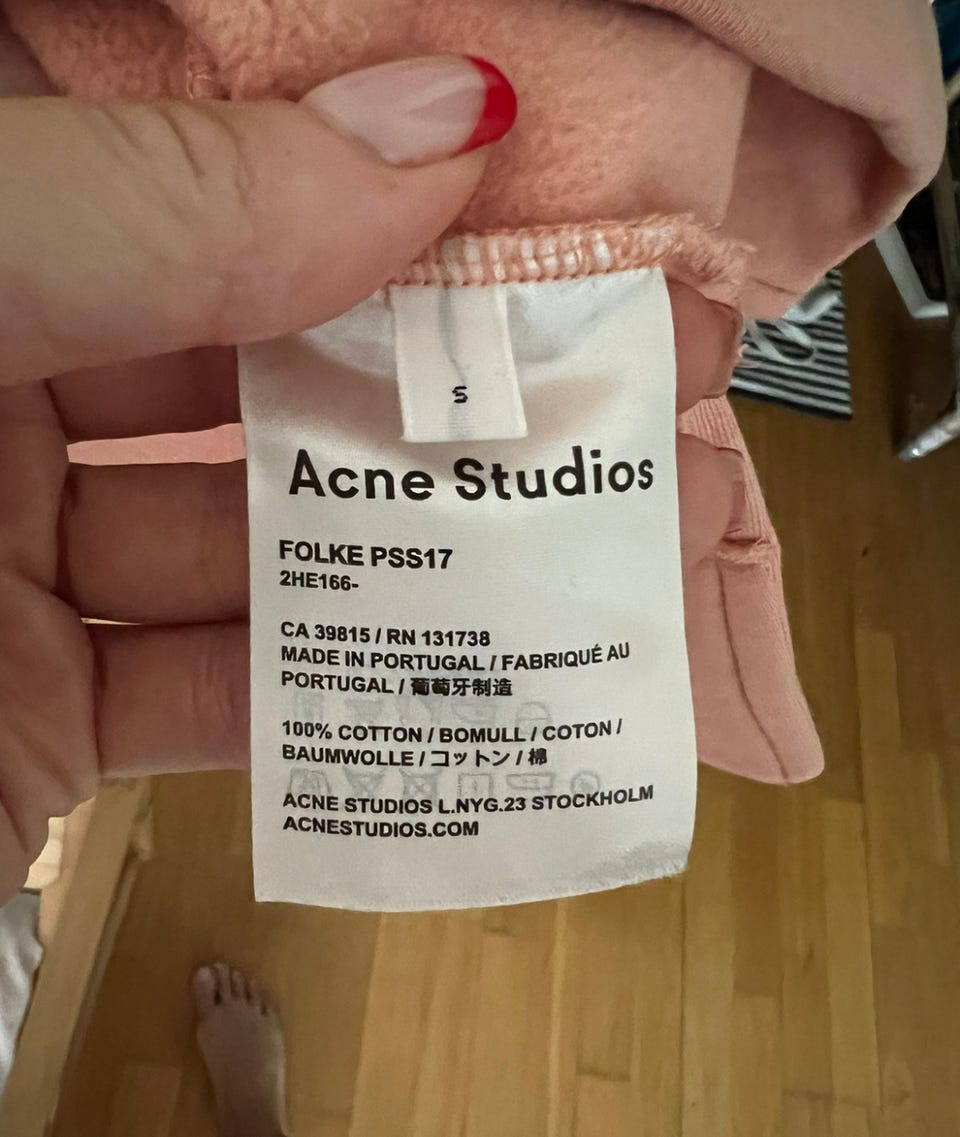 S
Acne Studios
FOLKE PSS17
2HE166-
CA 39815 / RN 131738
MADE IN PORTUGAL / FABRIQUÉ AU
PORTUGAL / 葡萄牙制造
100% COTTON / BOMULL / COTON /
BAUMWOLLE / コットン / 棉
ACNE STUDIOS L.NYG.23 STOCKHOLM
ACNESTUDIOS.COM